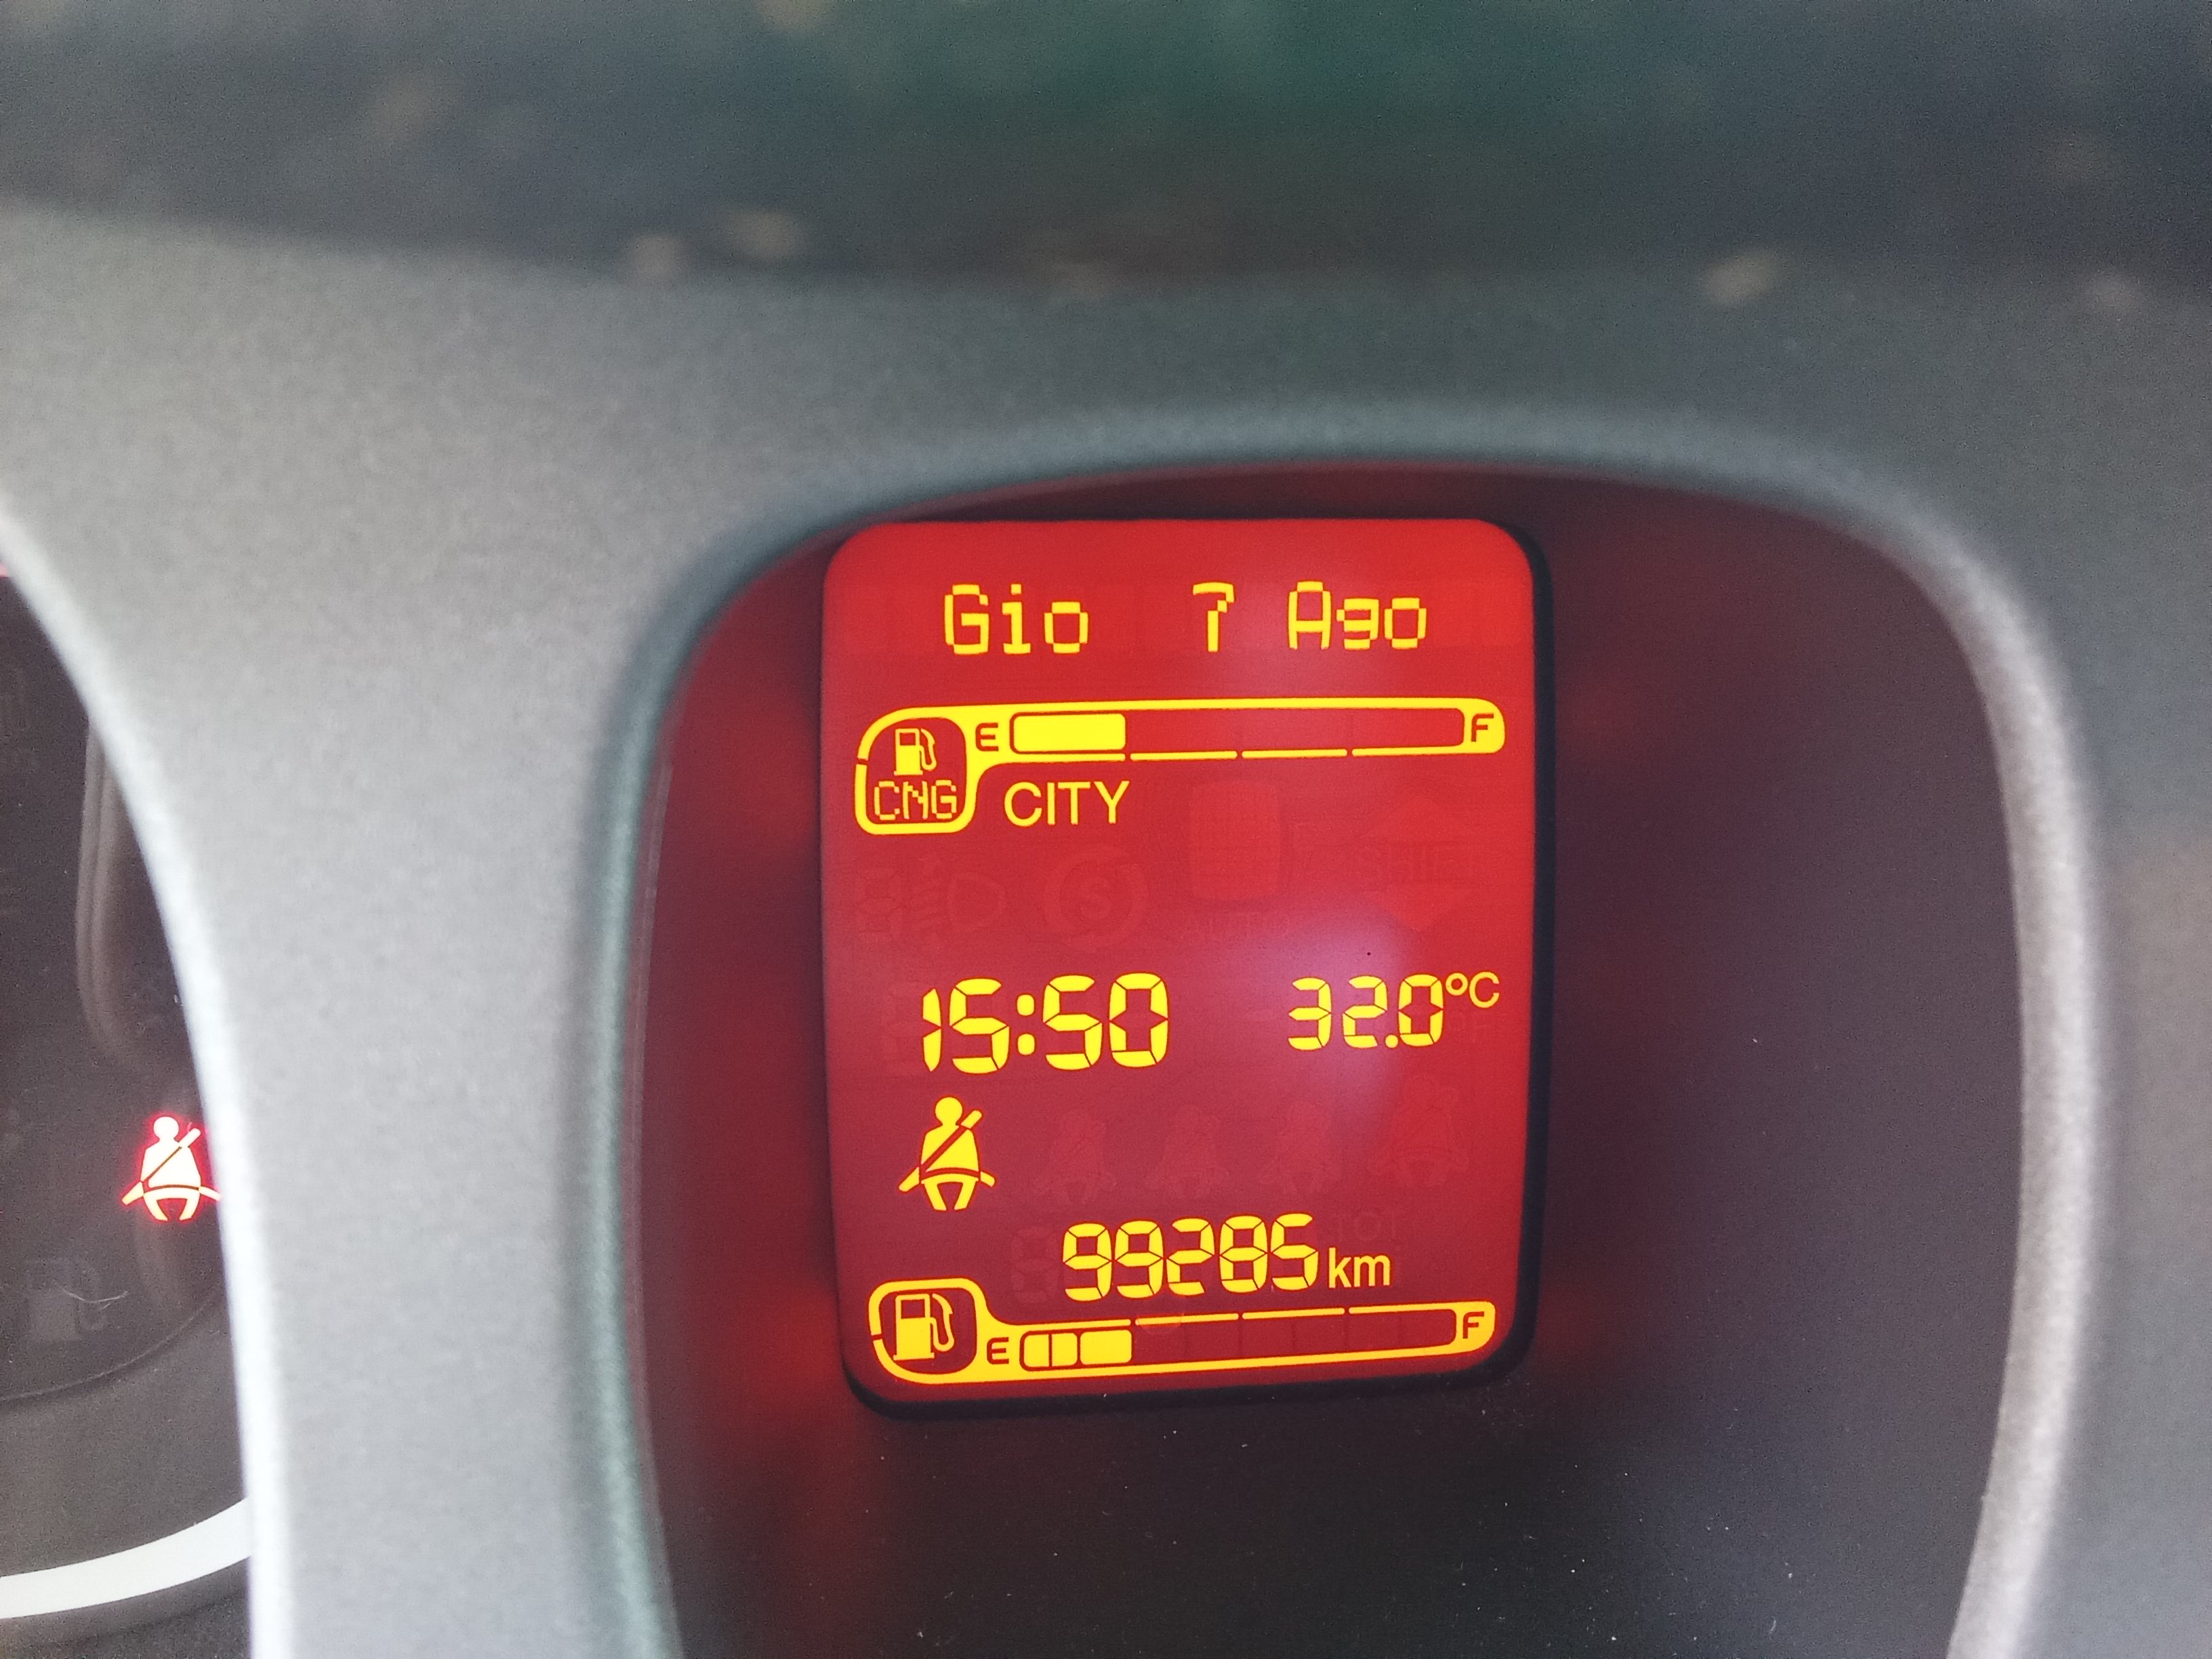 Gio 7 Ago
E F
CNG CITY
15:50 32.0°C
99285 km
E F